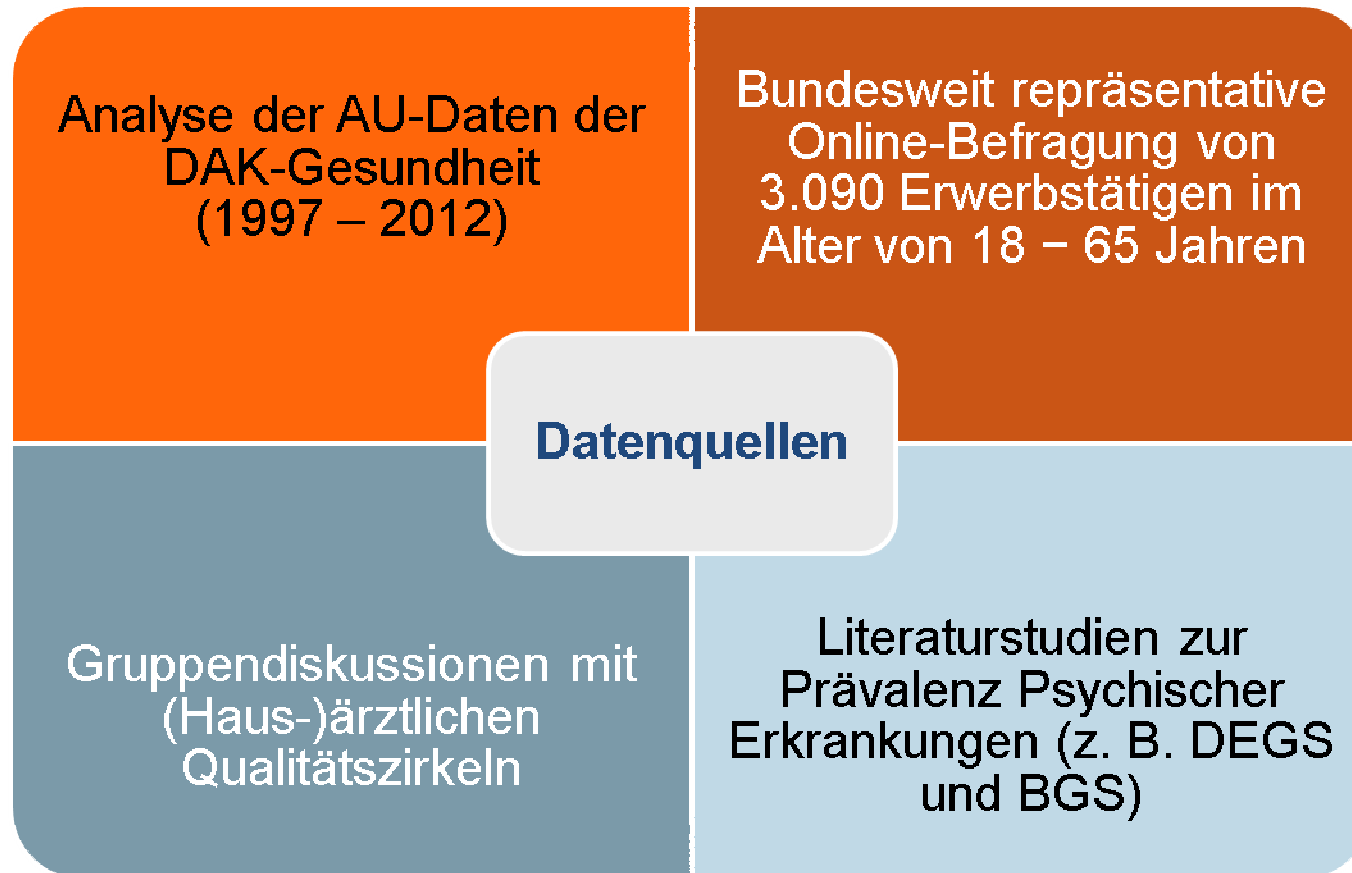 Analyse der AU-Daten der
DAK-Gesundheit
(1997 – 2012)
Bundesweit repräsentative
Online-Befragung von
3.090 Erwerbstätigen im
Alter von 18 – 65 Jahren
Datenquellen
Gruppendiskussionen mit
(Haus-)ärztlichen
Qualitätszirkeln
Literaturstudien zur
Prävalenz Psychischer
Erkrankungen (z. B. DEGS
und BGS)